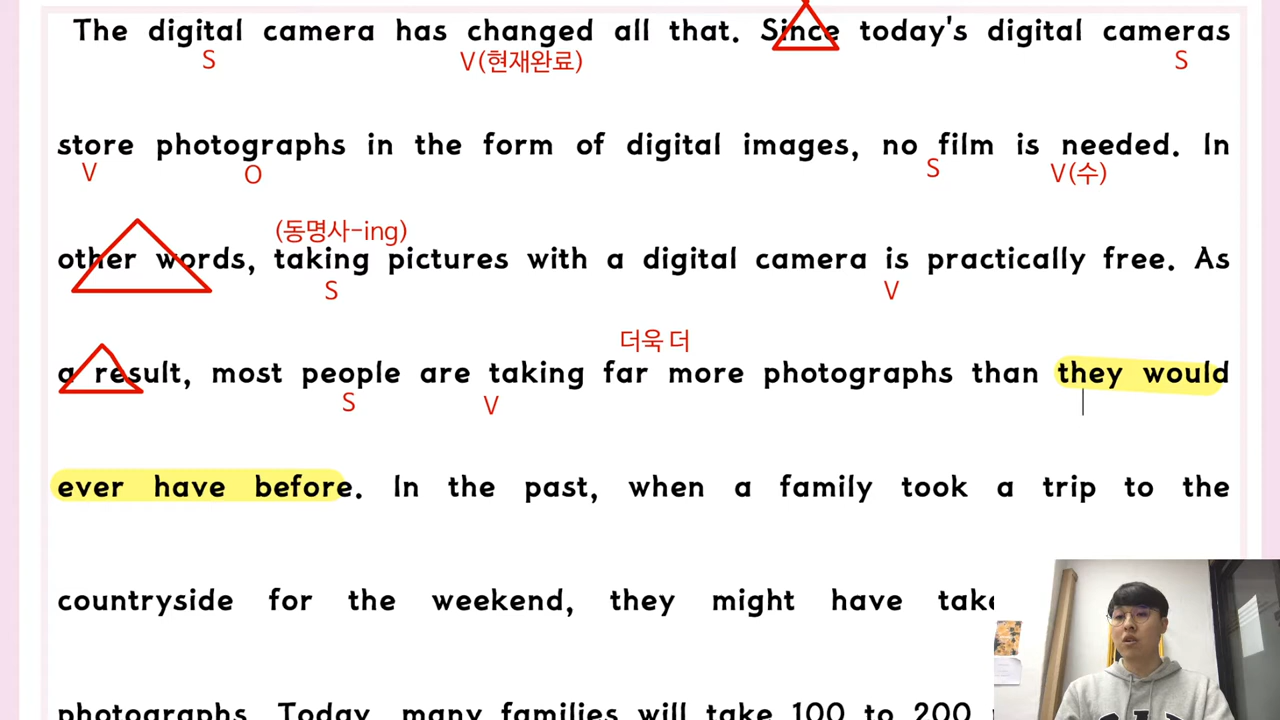 The digital camera has changed all that. Since today's digital cameras
S V(현재완료) S
store photographs in the form of digital images, no film is needed. In
V O S V(수)
(동명사-ing)
other words, taking pictures with a digital camera is practically free. As
S V
더욱 더
a result, most people are taking far more photographs than they would
S V
ever have before. In the past, when a family took a trip to the
countryside for the weekend, they might have
photographs. Today, many families will take 100 to 200